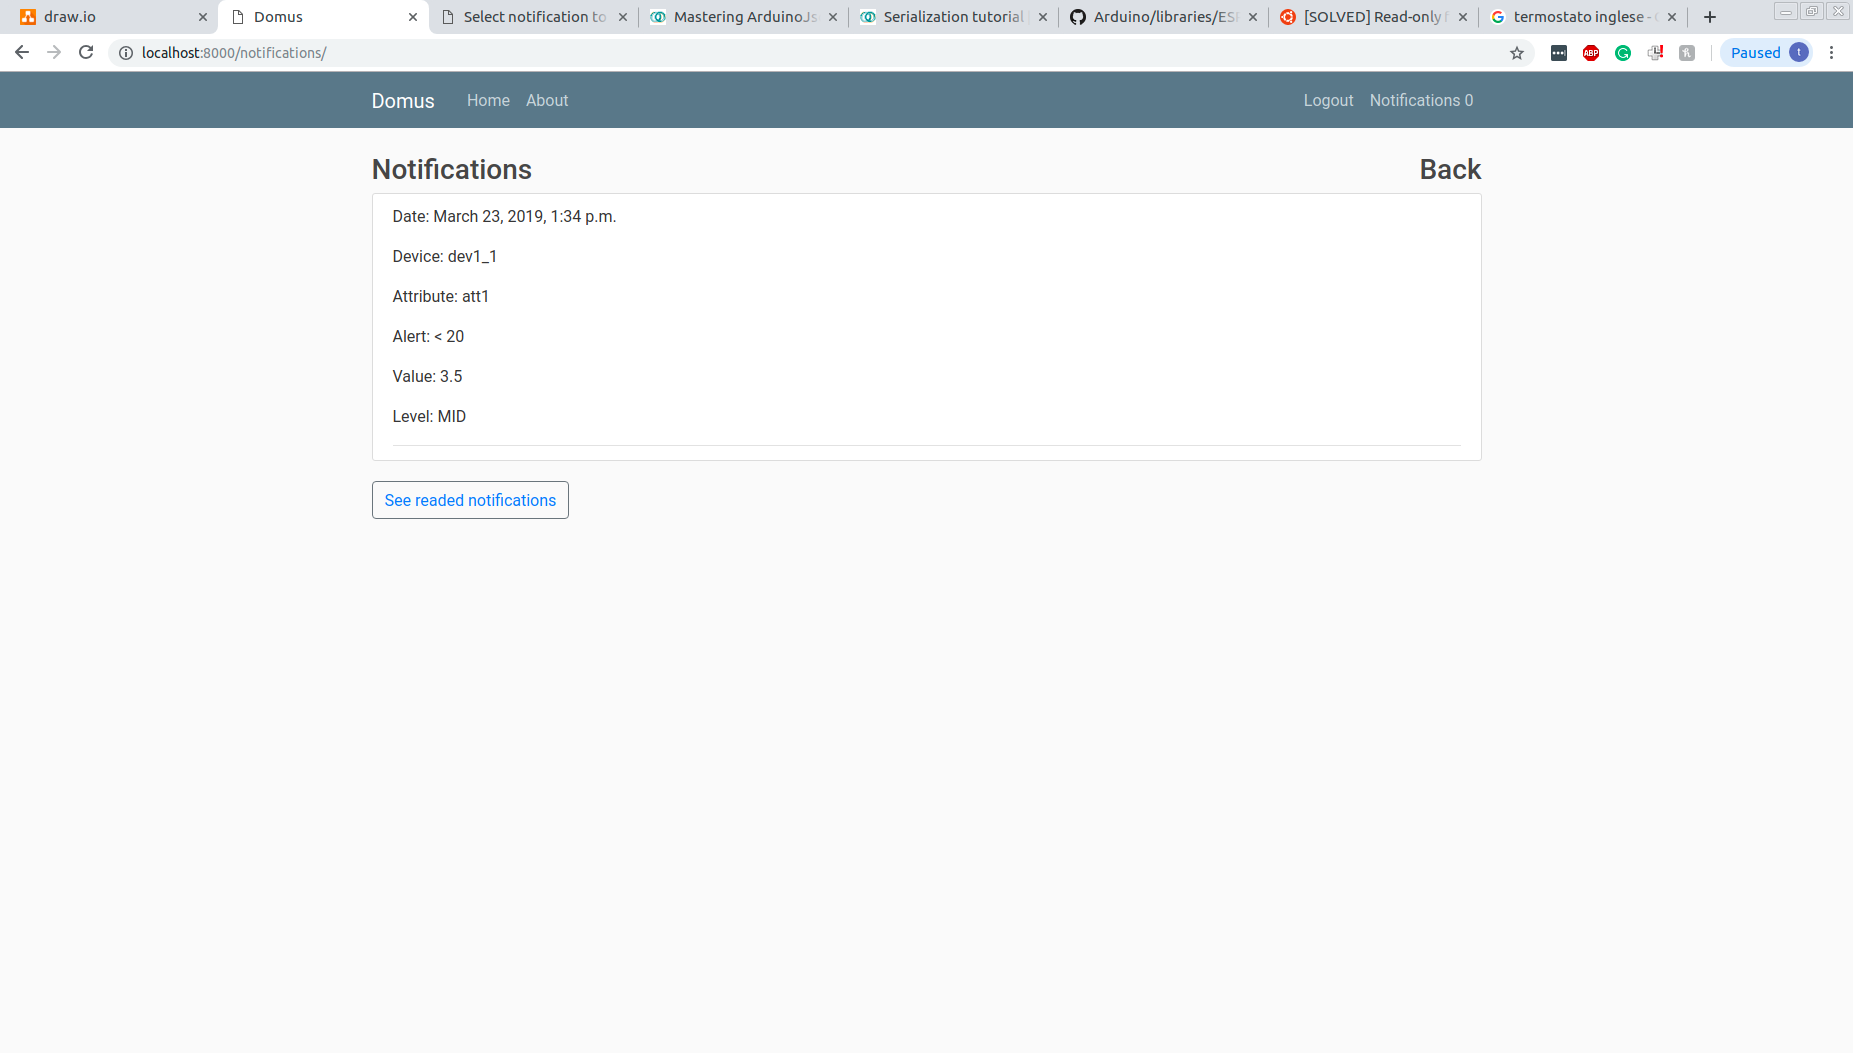 draw.io
Domus
Select notification to
Mastering ArduinoJs
Serialization tutorial
Arduino/libraries/ESP
[SOLVED] Read-only f
termostato inglese -
localhost:8000/notifications/
ABP
Paused
t
Domus
Home
About
Logout
Notifications 0
Notifications
Back
Date: March 23, 2019, 1:34 p.m.
Device: dev1_1
Attribute: att1
Alert: < 20
Value: 3.5
Level: MID
See readed notifications